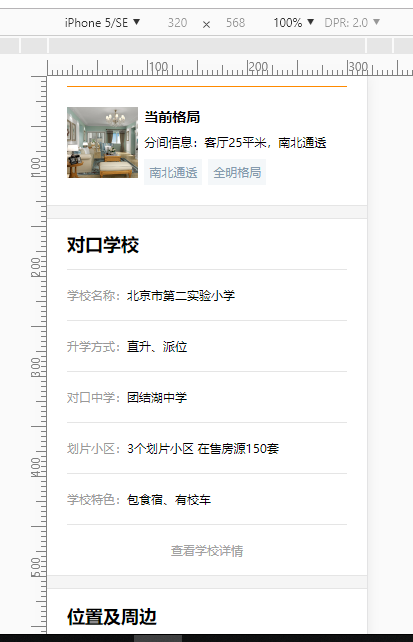 iPhone 5/SE ▼ 320 × 568 100% ▼ DPR: 2.0 ▼
100 200 300
当前格局
分间信息：客厅25平米，南北通透
南北通透 全明格局
100
对口学校
200
学校名称：北京市第二实验小学
升学方式：直升、派位
300
对口中学：团结湖中学
划片小区：3个划片小区 在售房源150套
400
学校特色：包食宿、有校车
查看学校详情
500
位置及周边